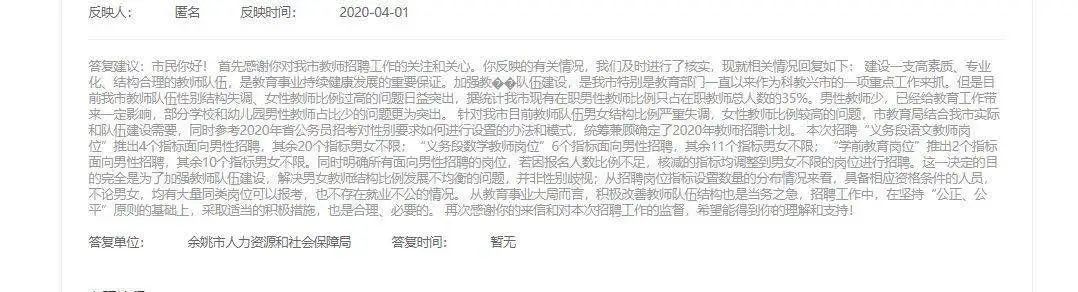 反映人： 匿名 反映时间： 2020-04-01
答复建议：市民你好！ 首先感谢你对我市教师招聘工作的关注和关心。你反映的有关情况，我们及时进行了核实，现就相关情况回复如下： 建设一支高素质、专业
化、结构合理的教师队伍，是教育事业持续健康发展的重要保证。加强教��队伍建设，是我市特别是教育部门一直以来作为科教兴市的一项重点工作来抓。但是目
前我市教师队伍性别结构失调、女性教师比例过高的问题日益突出，据统计我市现有在职男性教师比例只占在职教师总人数的35%。男性教师少，已经给教育工作带
来一定影响，部分学校和幼儿园男性教师占比少的问题更为突出。 针对我市目前教师队伍男女结构比例严重失调，女性教师比例较高的问题，市教育局结合我市实际
和队伍建设需要，同时参考2020年省公务员招考对性别要求如何进行设置的办法和模式，统筹兼顾确定了2020年教师招聘计划。 本次招聘“义务段语文教师岗
位”推出4个指标面向男性招聘，其余20个指标男女不限；“义务段数学教师岗位”6个指标面向男性招聘，其余11个指标男女不限；“学前教育岗位”推出2个指标
面向男性招聘，其余10个指标男女不限。同时明确所有面向男性招聘的岗位，若因报名人数比例不足，核减的指标均调整到男女不限的岗位进行招聘。这一决定的目
的完全是为了加强教师队伍建设，解决男女教师结构比例发展不均衡的问题，并非性别歧视；从招聘岗位指标设置数量的分布情况来看，具备相应资格条件的人员，
不论男女，均有大量同类岗位可以报考，也不存在就业不公的情况。 从教育事业大局而言，积极改善教师队伍结构也是当务之急，招聘工作中，在坚持“公正、公
平”原则的基础上，采取适当的积极措施，也是合理、必要的。 再次感谢你的来信和对本次招聘工作的监督，希望能得到你的理解和支持！
答复单位： 余姚市人力资源和社会保障局 答复时间： 暂无